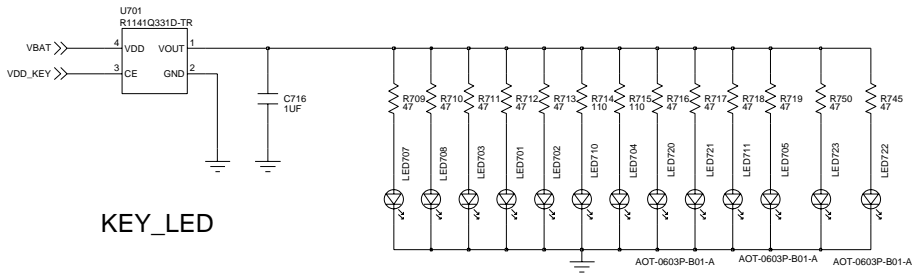 U701
R1141Q331D-TR
VBAT
4
VDD
VOUT
1
VDD_KEY
3
CE
GND
2
C716
1UF
R709
47
R710
47
R711
47
R712
47
R713
47
R714
110
R715
110
R716
47
R717
47
R718
47
R719
47
R750
47
R745
47
LED707
LED708
LED703
LED701
LED702
LED710
LED704
LED720
LED721
LED711
LED705
LED723
LED722
KEY_LED
AOT-0603P-B01-A
AOT-0603P-B01-A
AOT-0603P-B01-A